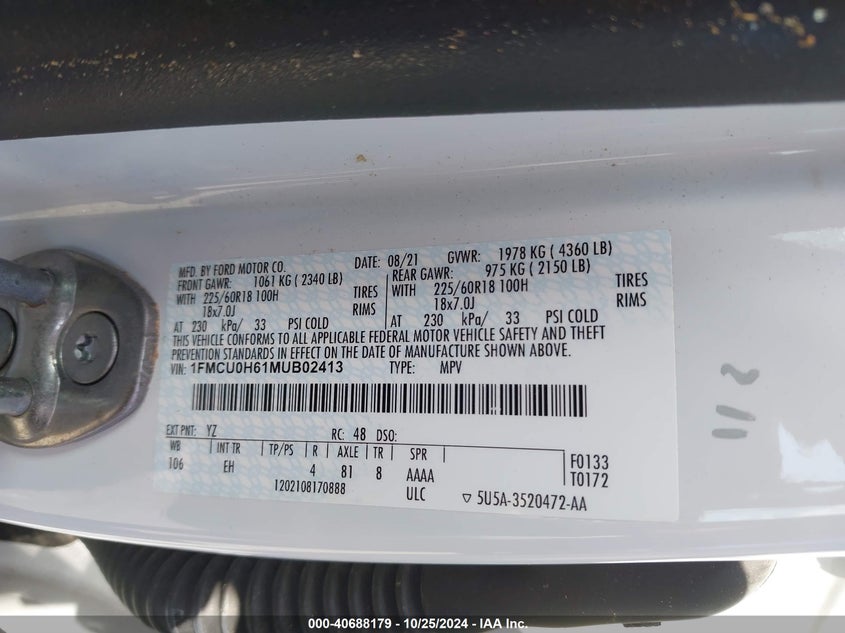 MFD. BY FORD MOTOR CO. DATE: 08/21 GVWR: 1978 KG ( 4360 LB)
FRONT GAWR: 1061 KG ( 2340 LB) REAR GAWR: 975 KG ( 2150 LB)
WITH 225/60R18 100H TIRES WITH 225/60R18 100H TIRES
18x7.0J RIMS 18x7.0J RIMS
AT 230 kPa/ 33 PSI COLD AT 230 kPa/ 33 PSI COLD
THIS VEHICLE CONFORMS TO ALL APPLICABLE FEDERAL MOTOR VEHICLE SAFETY AND THEFT
PREVENTION STANDARDS IN EFFECT ON THE DATE OF MANUFACTURE SHOWN ABOVE.
VIN: 1FMCU0H61MUB02413 TYPE: MPV
EXT PNT: YZ RC: 48 DSO:
WB INT TR TP/PS R AXLE TR SPR
106 EH 4 81 8 AAAA
1202108170888 ULC
F0133
T0172
▽ 5U5A-3520472-AA
000-40688179 - 10/25/2024 - IAA Inc.